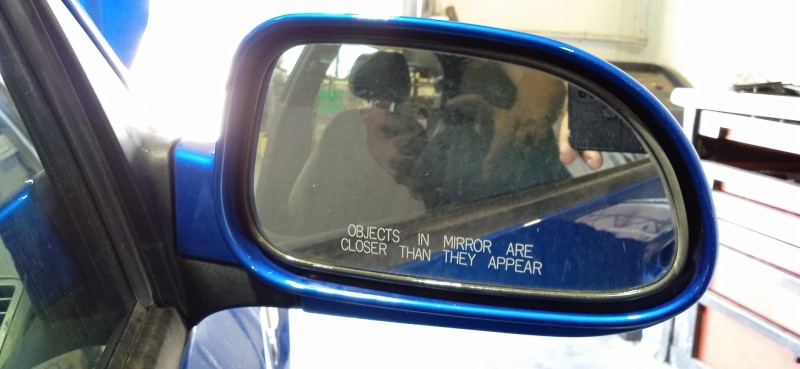 OBJECTS IN MIRROR ARE
CLOSER THAN THEY APPEAR